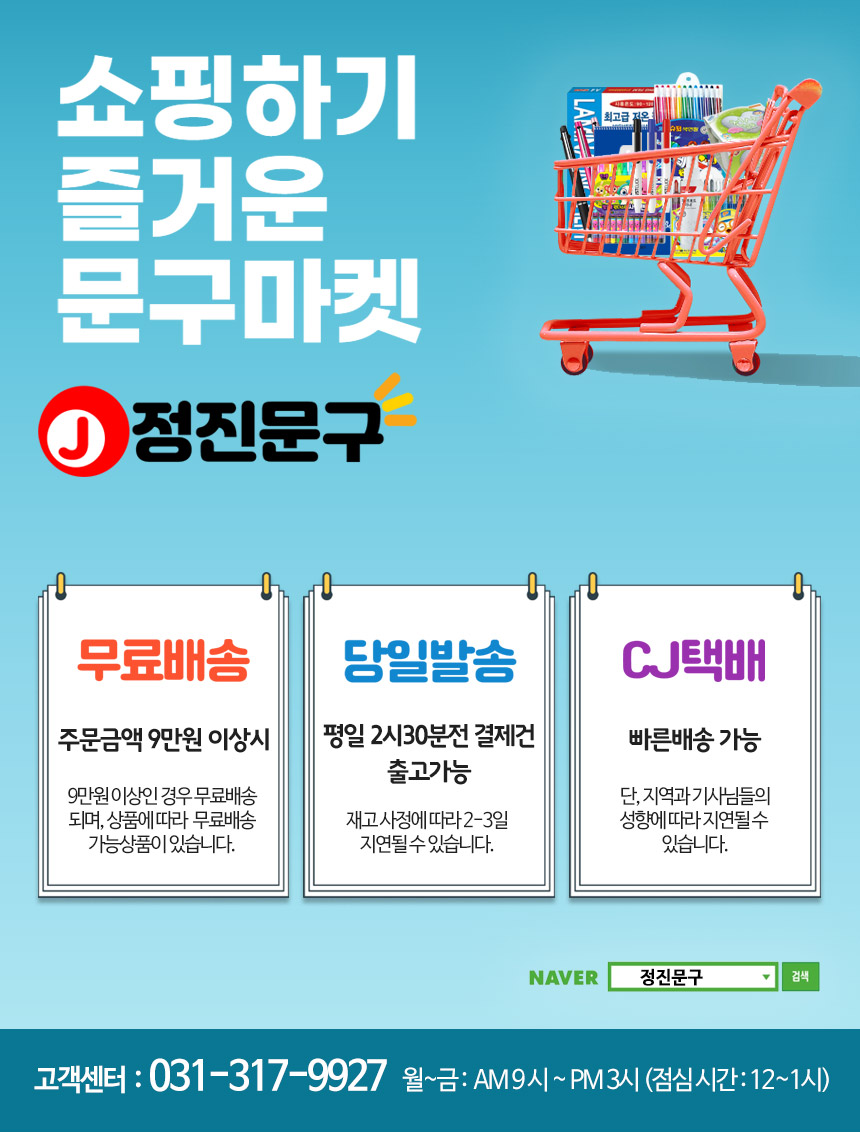 쇼핑하기
즐거운
문구마켓
J 정진문구
최고급 저온
무료배송
주문금액 9만원 이상시
9만원 이상인 경우 무료배송
되며, 상품에 따라 무료배송
가능상품이 있습니다.
당일발송
평일 2시30분전 결제건
출고가능
재고 사정에 따라 2-3일
지연될 수 있습니다.
CJ택배
빠른배송 가능
단, 지역과 기사님들의
성향에 따라 지연될 수
있습니다.
NAVER 정진문구 검색
고객센터 : 031-317-9927 월~금 : AM 9시 ~ PM 3시 (점심 시간 : 12~1시)